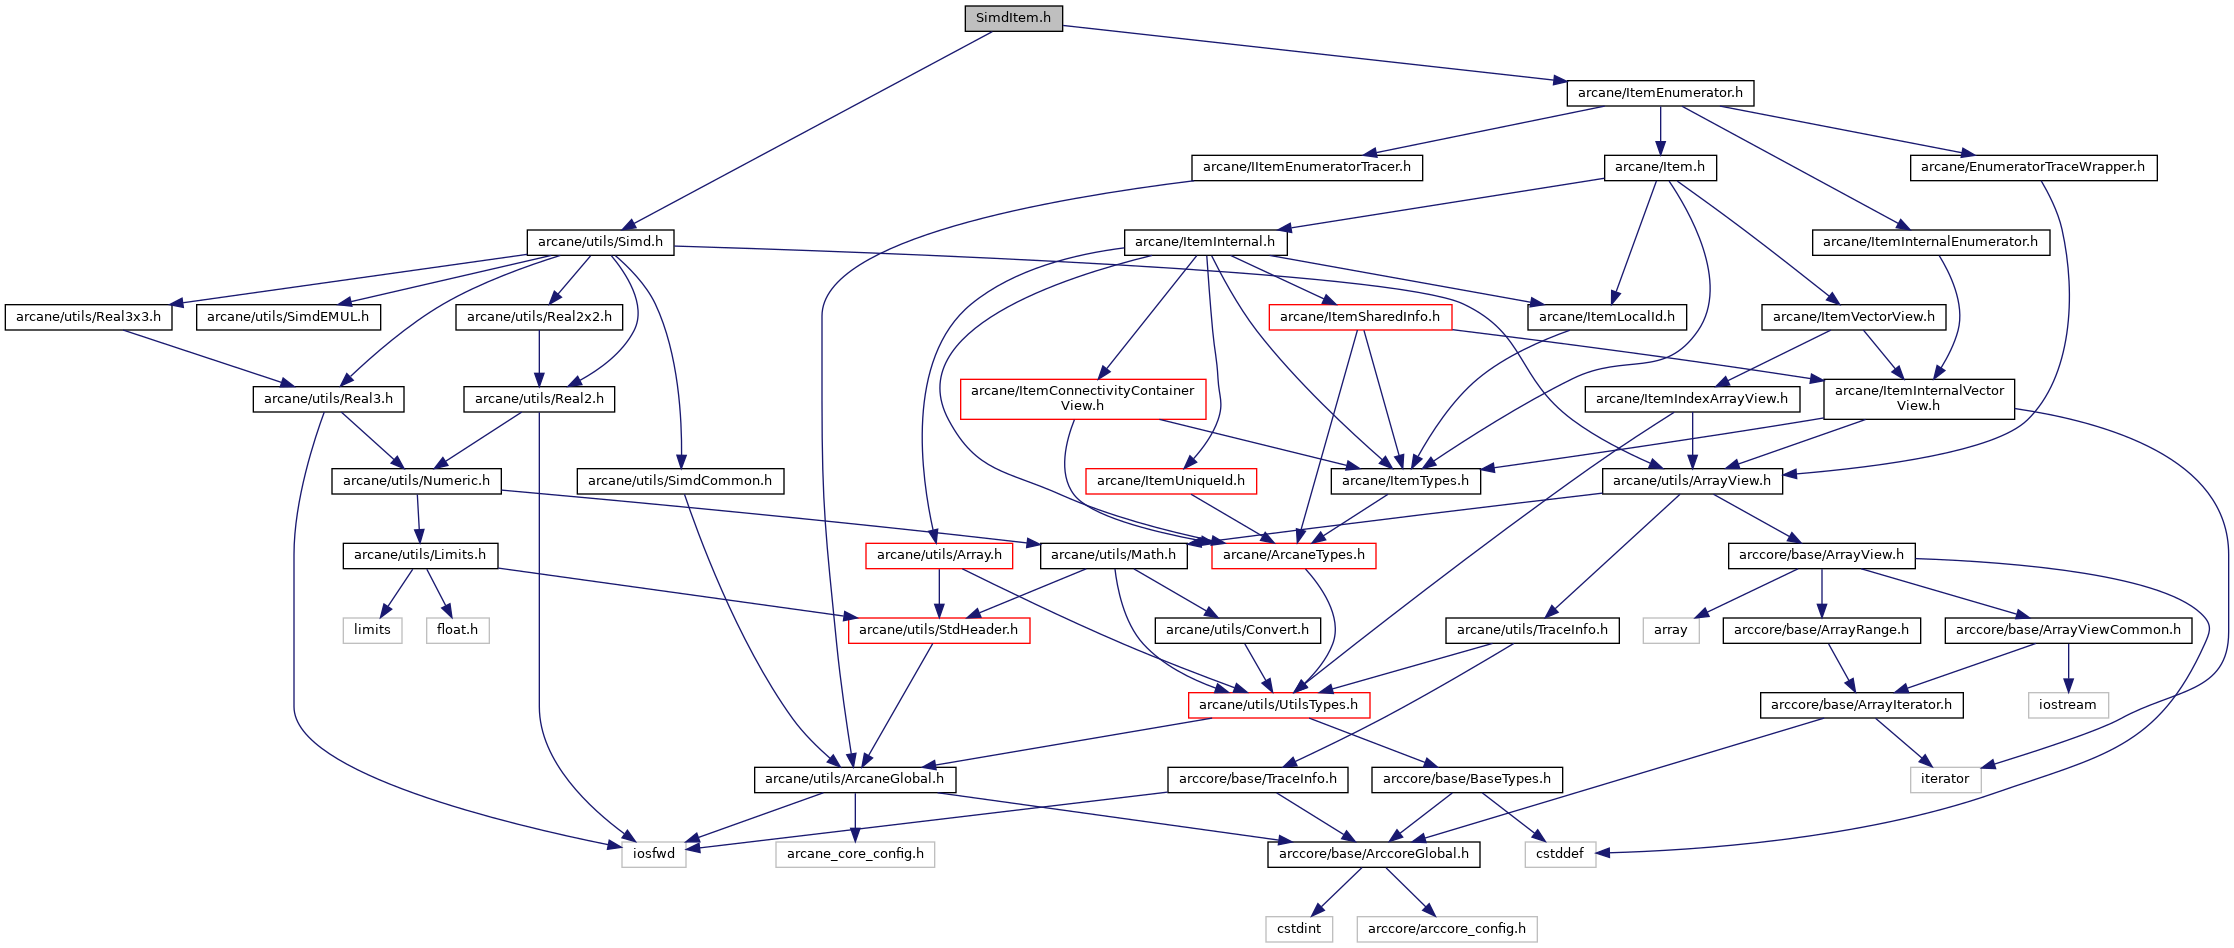 SimdItem.h
arcane/ItemEnumerator.h
arcane/IItemEnumeratorTracer.h
arcane/Item.h
arcane/EnumeratorTraceWrapper.h
arcane/utils/Simd.h
arcane/ItemInternal.h
arcane/ItemInternalEnumerator.h
arcane/utils/Real3x3.h
arcane/utils/SimdEMUL.h
arcane/utils/Real2x2.h
arcane/ItemSharedInfo.h
arcane/ItemLocalId.h
arcane/ItemVectorView.h
arcane/utils/Real3.h
arcane/utils/Real2.h
arcane/ItemConnectivityContainer
View.h
arcane/ItemIndexArrayView.h
arcane/ItemInternalVector
View.h
arcane/utils/Numeric.h
arcane/utils/SimdCommon.h
arcane/ItemUniqueId.h
arcane/ItemTypes.h
arcane/utils/ArrayView.h
arcane/utils/Limits.h
arcane/utils/Array.h
arcane/utils/Math.h
arcane/ArcaneTypes.h
arccore/base/ArrayView.h
limits
float.h
arcane/utils/StdHeader.h
arcane/utils/Convert.h
arcane/utils/TraceInfo.h
array
arccore/base/ArrayRange.h
arccore/base/ArrayViewCommon.h
arcane/utils/UtilsTypes.h
arccore/base/ArrayIterator.h
iostream
arcane/utils/ArcaneGlobal.h
arccore/base/TraceInfo.h
arccore/base/BaseTypes.h
iterator
iosfwd
arcane_core_config.h
arccore/base/ArccoreGlobal.h
cstddef
cstdint
arccore/arccore_config.h